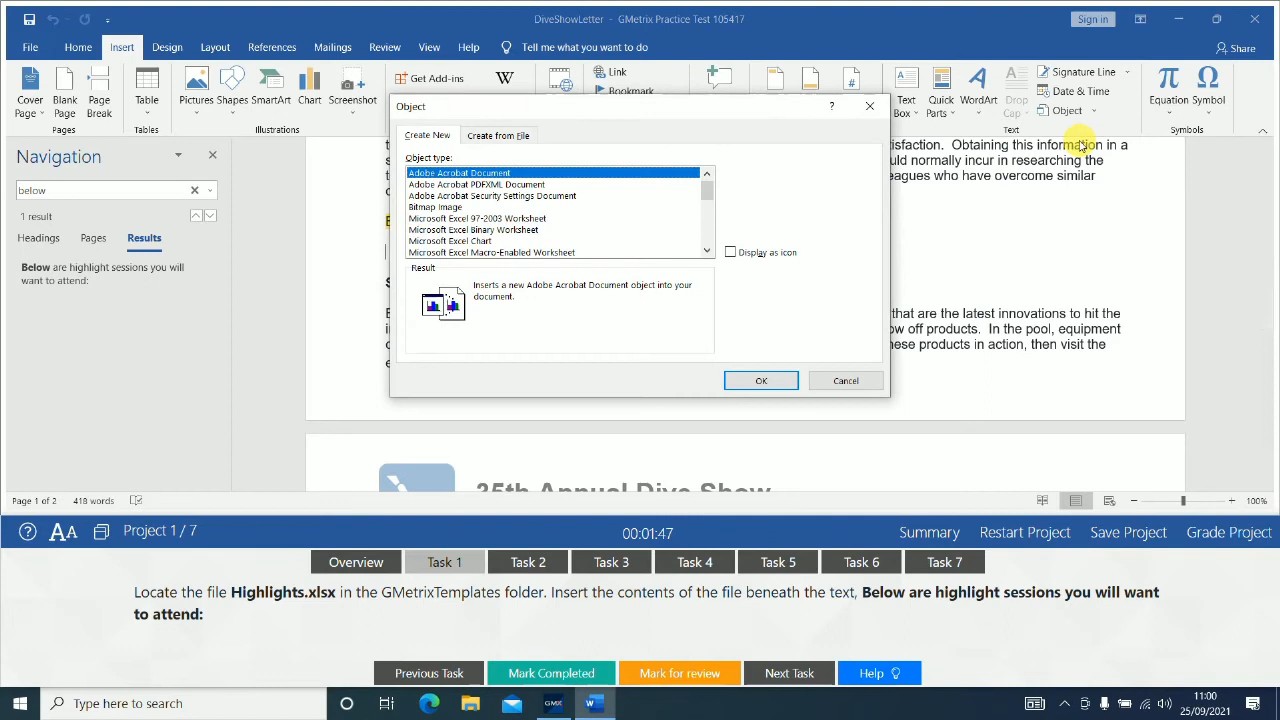 DiveShowLetter - GMetrix Practice Test 105417
Sign in
File Home Insert Design Layout References Mailings Review View Help Tell me what you want to do Share
Cover Page
Blank Page
Page Break
Pages
Table
Tables
Pictures
Shapes
SmartArt
Chart
Screenshot
Illustrations
Get Add-ins
W
Link
Bookmark
#
Text Box
Quick Parts
WordArt
Drop Cap
Signature Line
Date & Time
Object
Text
Equation
Symbol
Symbols
Navigation
below
1 result
Headings Pages Results
Below are highlight sessions you will
want to attend:
Object ?
Create New Create from File
Object type:
Adobe Acrobat Document
Adobe Acrobat PDFXML Document
Adobe Acrobat Security Settings Document
Bitmap Image
Microsoft Excel 97-2003 Worksheet
Microsoft Excel Binary Worksheet
Microsoft Excel Chart
Microsoft Excel Macro-Enabled Worksheet
Display as icon
Result
Inserts a new Adobe Acrobat Document object into your
document.
OK Cancel
Obtaining this information in a
normally incur in researching the
who have overcome similar
that are the latest innovations to hit the
off products. In the pool, equipment
products in action, then visit the
35th Annual Dive Show
Page 1 of 2 418 words
100%
Project 1 / 7
00:01:47
Summary Restart Project Save Project Grade Project
Overview Task 1 Task 2 Task 3 Task 4 Task 5 Task 6 Task 7
Locate the file Highlights.xlsx in the GMetrixTemplates folder. Insert the contents of the file beneath the text, Below are highlight sessions you will want
to attend:
Previous Task Mark Completed Mark for review Next Task Help
Type here to search
GMX
11:00
25/09/2021